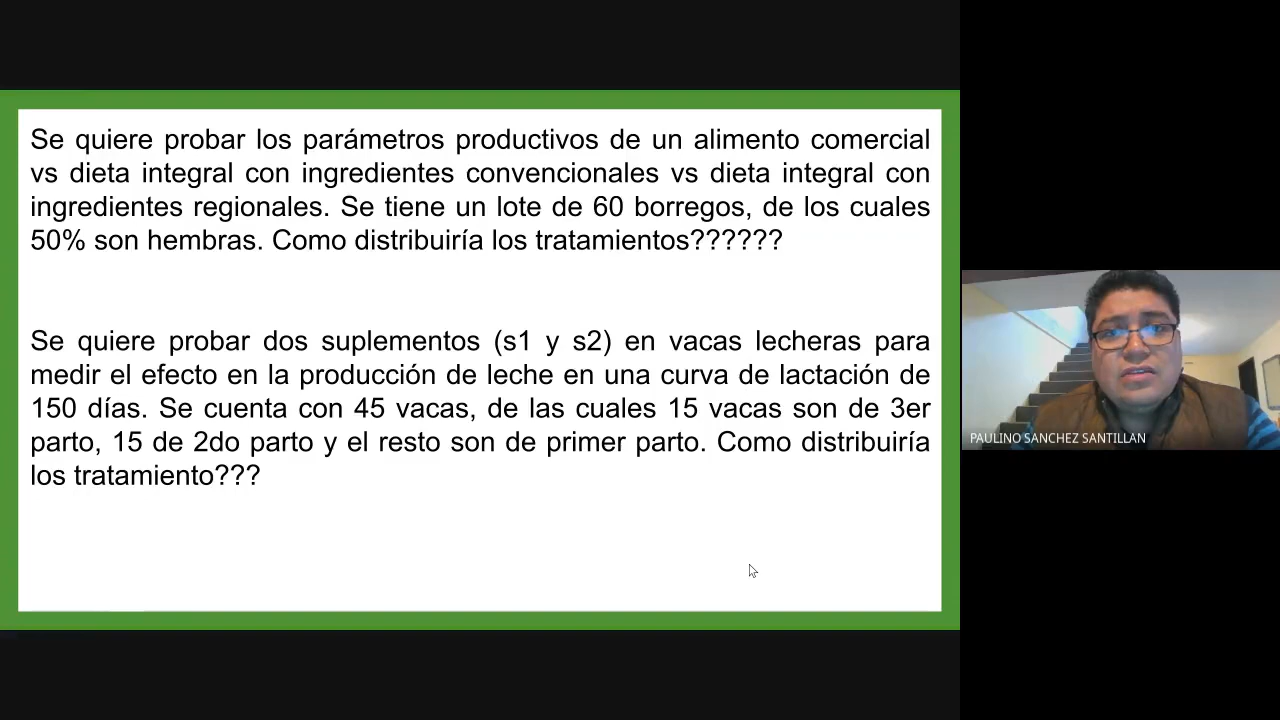 Se quiere probar los parámetros productivos de un alimento comercial
vs dieta integral con ingredientes convencionales vs dieta integral con
ingredientes regionales. Se tiene un lote de 60 borregos, de los cuales
50% son hembras. Como distribuiría los tratamientos??????
Se quiere probar dos suplementos (s1 y s2) en vacas lecheras para
medir el efecto en la producción de leche en una curva de lactación de
150 días. Se cuenta con 45 vacas, de las cuales 15 vacas son de 3er
parto, 15 de 2do parto y el resto son de primer parto. Como distribuiría
los tratamiento???
PAULINO SANCHEZ SANTILLAN